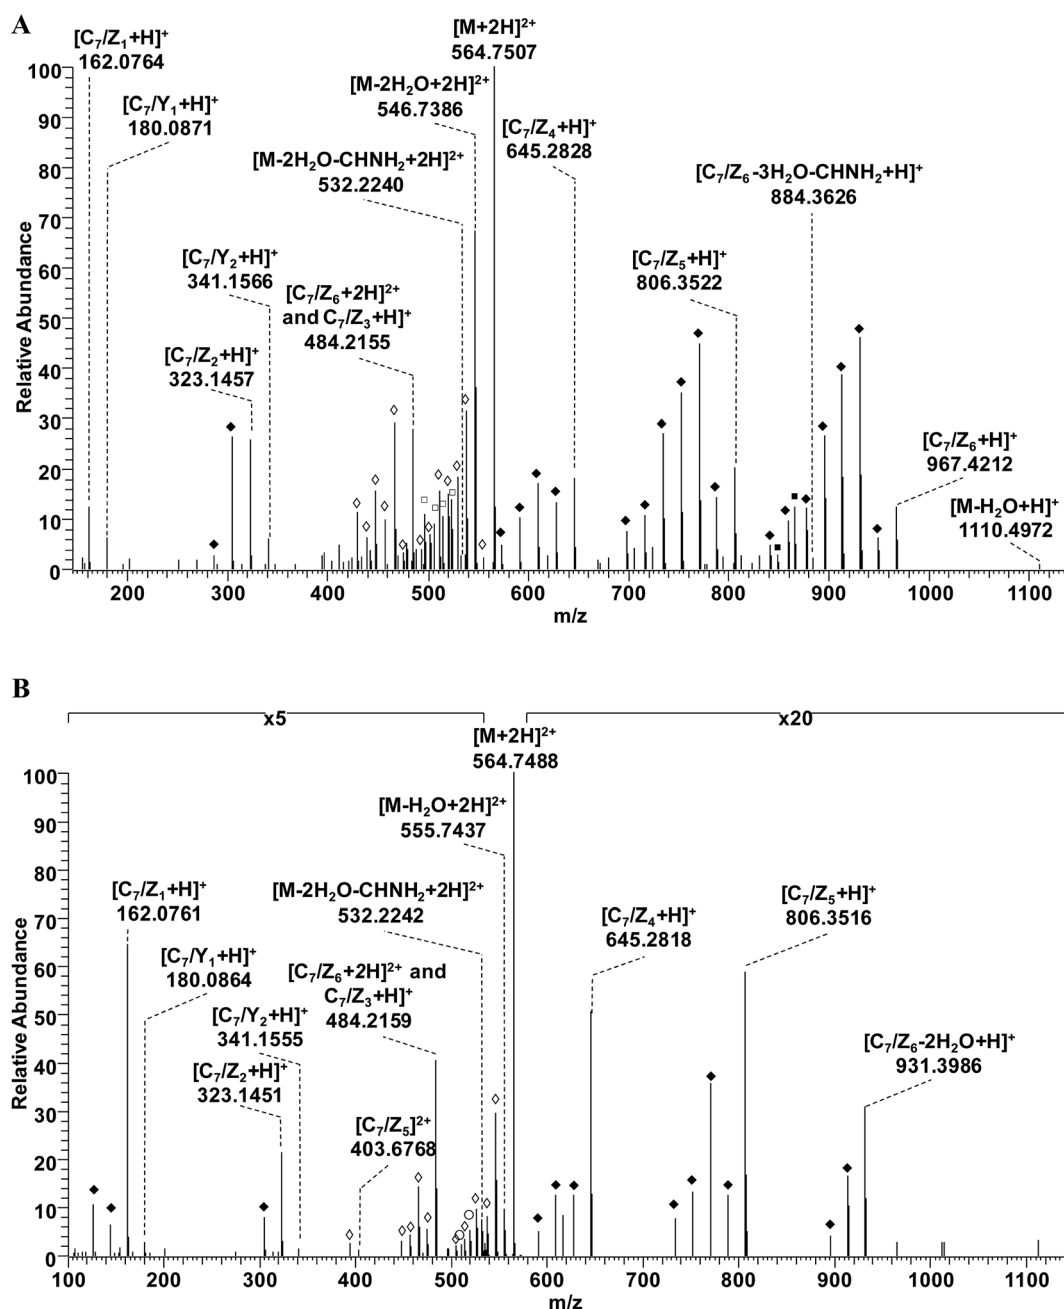 A
[M+2H]²⁺
564.7507
[C₇/Z₁+H]⁺
162.0764
[C₇/Y₁+H]⁺
180.0871
[M-2H₂O+2H]²⁺
546.7386
[C₇/Z₄+H]⁺
645.2828
[M-2H₂O-CHNH₂+2H]²⁺
532.2240
[C₇/Z₆-3H₂O-CHNH₂+H]⁺
884.3626
[C₇/Y₂+H]⁺
341.1566
[C₇/Z₆+2H]²⁺
and C₇/Z₃+H]⁺
484.2155
[C₇/Z₅+H]⁺
806.3522
[C₇/Z₂+H]⁺
323.1457
[C₇/Z₆+H]⁺
967.4212
[M-H₂O+H]⁺
1110.4972
Relative Abundance
100
90
80
70
60
50
40
30
20
10
0
200 300 400 500 600 700 800 900 1000 1100
m/z
B
x5 x20
[M+2H]²⁺
564.7488
[M-H₂O+2H]²⁺
555.7437
[C₇/Z₁+H]⁺
162.0761
[M-2H₂O-CHNH₂+2H]²⁺
532.2242
[C₇/Z₅+H]⁺
806.3516
[C₇/Z₄+H]⁺
645.2818
[C₇/Y₁+H]⁺
180.0864
[C₇/Z₆+2H]²⁺ and
C₇/Z₃+H]⁺
484.2159
[C₇/Y₂+H]⁺
341.1555
[C₇/Z₆-2H₂O+H]⁺
931.3986
[C₇/Z₂+H]⁺
323.1451
[C₇/Z₅]²⁺
403.6768
Relative Abundance
100
90
80
70
60
50
40
30
20
10
0
100 200 300 400 500 600 700 800 900 1000 1100
m/z